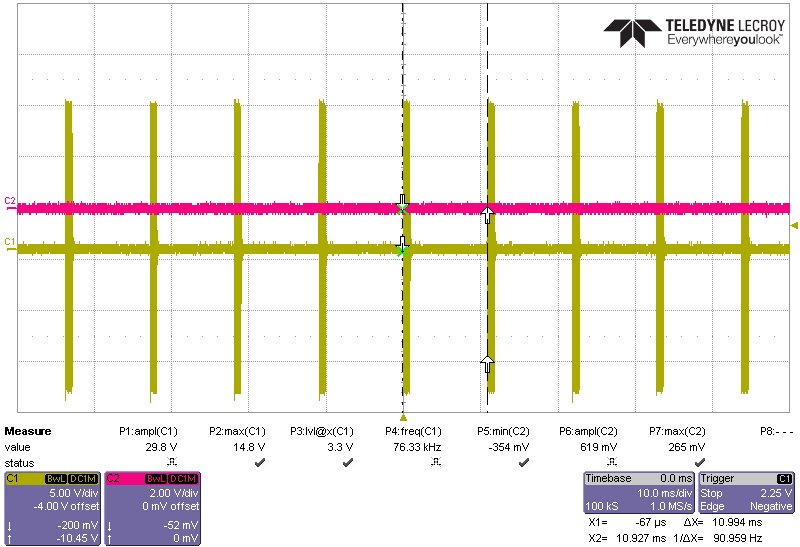 TELEDYNE LECROY
Everywhereyoulook™
C2
C1
Measure P1:ampl(C1) P2:max(C1) P3:lvl@x(C1) P4:freq(C1) P5:min(C2) P6:ampl(C2) P7:max(C2) P8:- - -
value 29.8 V 14.8 V 3.3 V 76.33 kHz -354 mV 619 mV 265 mV
status
C1 BwL DC1M
5.00 V/div
-4.00 V offset
↓ -200 mV
↑ -10.45 V
C2 BwL DC1M
2.00 V/div
0 mV offset
↓ -52 mV
↑ 0 mV
Timebase 0.0 ms
10.0 ms/div
100 kS 1.0 MS/s
Trigger C1
Stop 2.25 V
Edge Negative
X1= -67 µs ΔX= 10.994 ms
X2= 10.927 ms 1/ΔX= 90.959 Hz